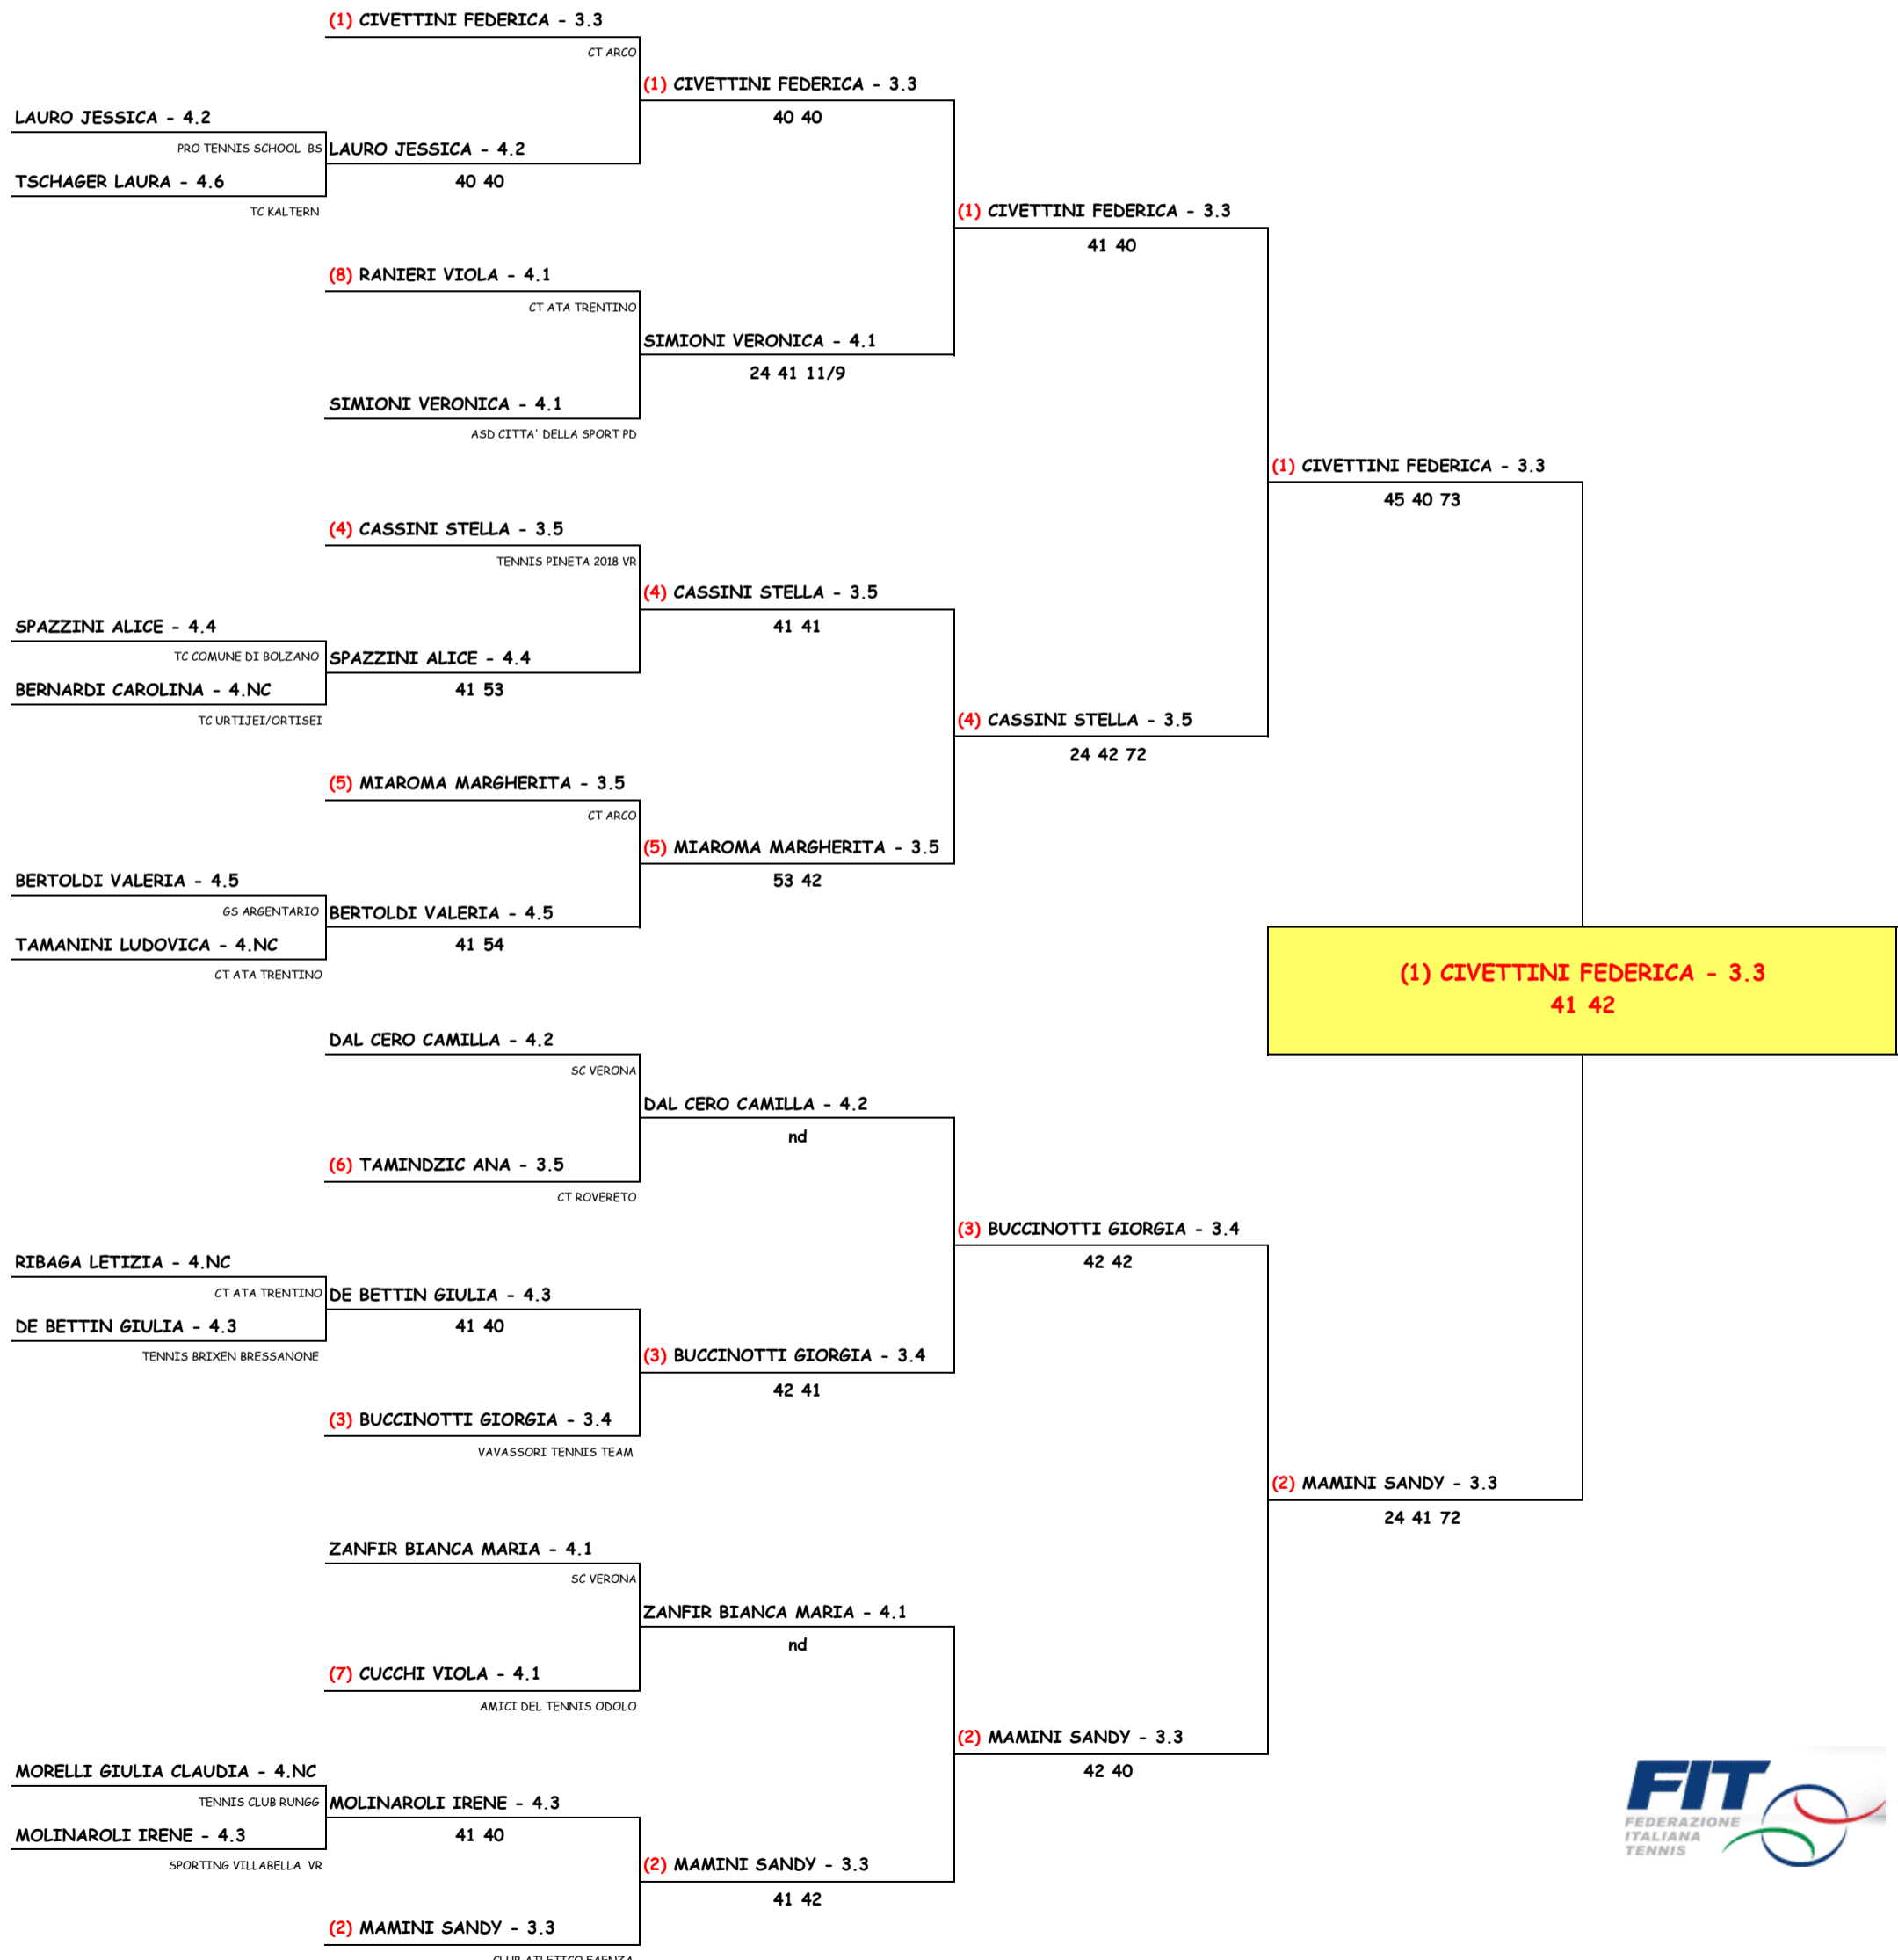 (1) CIVETTINI FEDERICA - 3.3
CT ARCO
(1) CIVETTINI FEDERICA - 3.3
40 40
LAURO JESSICA - 4.2
PRO TENNIS SCHOOL BS
LAURO JESSICA - 4.2
40 40
TSCHAGER LAURA - 4.6
TC KALTERN
(1) CIVETTINI FEDERICA - 3.3
41 40
(8) RANIERI VIOLA - 4.1
CT ATA TRENTINO
SIMIONI VERONICA - 4.1
24 41 11/9
SIMIONI VERONICA - 4.1
ASD CITTA' DELLA SPORT PD
(1) CIVETTINI FEDERICA - 3.3
45 40 73
(4) CASSINI STELLA - 3.5
TENNIS PINETA 2018 VR
(4) CASSINI STELLA - 3.5
41 41
SPAZZINI ALICE - 4.4
TC COMUNE DI BOLZANO
SPAZZINI ALICE - 4.4
41 53
BERNARDI CAROLINA - 4.NC
TC URTIJEI/ORTISEI
(4) CASSINI STELLA - 3.5
24 42 72
(5) MIAROMA MARGHERITA - 3.5
CT ARCO
(5) MIAROMA MARGHERITA - 3.5
53 42
BERTOLDI VALERIA - 4.5
GS ARGENTARIO
BERTOLDI VALERIA - 4.5
41 54
TAMANINI LUDOVICA - 4.NC
CT ATA TRENTINO
(1) CIVETTINI FEDERICA - 3.3
41 42
DAL CERO CAMILLA - 4.2
SC VERONA
DAL CERO CAMILLA - 4.2
nd
(6) TAMINDZIC ANA - 3.5
CT ROVERETO
(3) BUCCINOTTI GIORGIA - 3.4
42 42
RIBAGA LETIZIA - 4.NC
CT ATA TRENTINO
DE BETTIN GIULIA - 4.3
41 40
DE BETTIN GIULIA - 4.3
TENNIS BRIXEN BRESSANONE
(3) BUCCINOTTI GIORGIA - 3.4
42 41
(3) BUCCINOTTI GIORGIA - 3.4
VAVASSORI TENNIS TEAM
(2) MAMINI SANDY - 3.3
24 41 72
ZANFIR BIANCA MARIA - 4.1
SC VERONA
ZANFIR BIANCA MARIA - 4.1
nd
(7) CUCCHI VIOLA - 4.1
AMICI DEL TENNIS ODOLO
(2) MAMINI SANDY - 3.3
42 40
MORELLI GIULIA CLAUDIA - 4.NC
TENNIS CLUB RUNGG
MOLINAROLI IRENE - 4.3
41 40
MOLINAROLI IRENE - 4.3
SPORTING VILLABELLA VR
(2) MAMINI SANDY - 3.3
41 42
(2) MAMINI SANDY - 3.3
CLUB ATLETICO FAENZA
FIT
FEDERAZIONE
ITALIANA
TENNIS